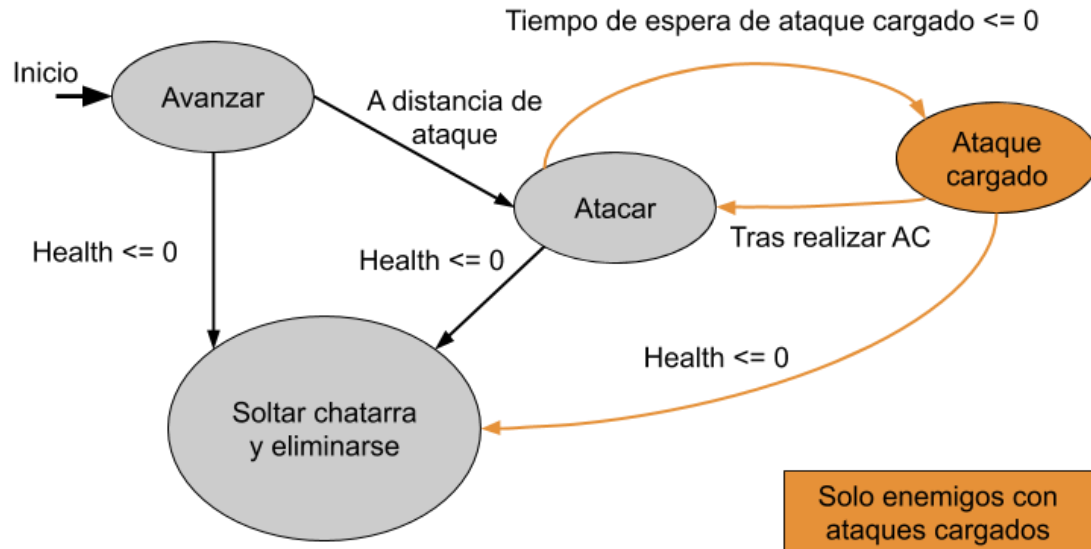 Tiempo de espera de ataque cargado <= 0
Inicio
Avanzar
A distancia de
ataque
Ataque
cargado
Atacar
Tras realizar AC
Health <= 0
Health <= 0
Health <= 0
Soltar chatarra
y eliminarse
Solo enemigos con
ataques cargados